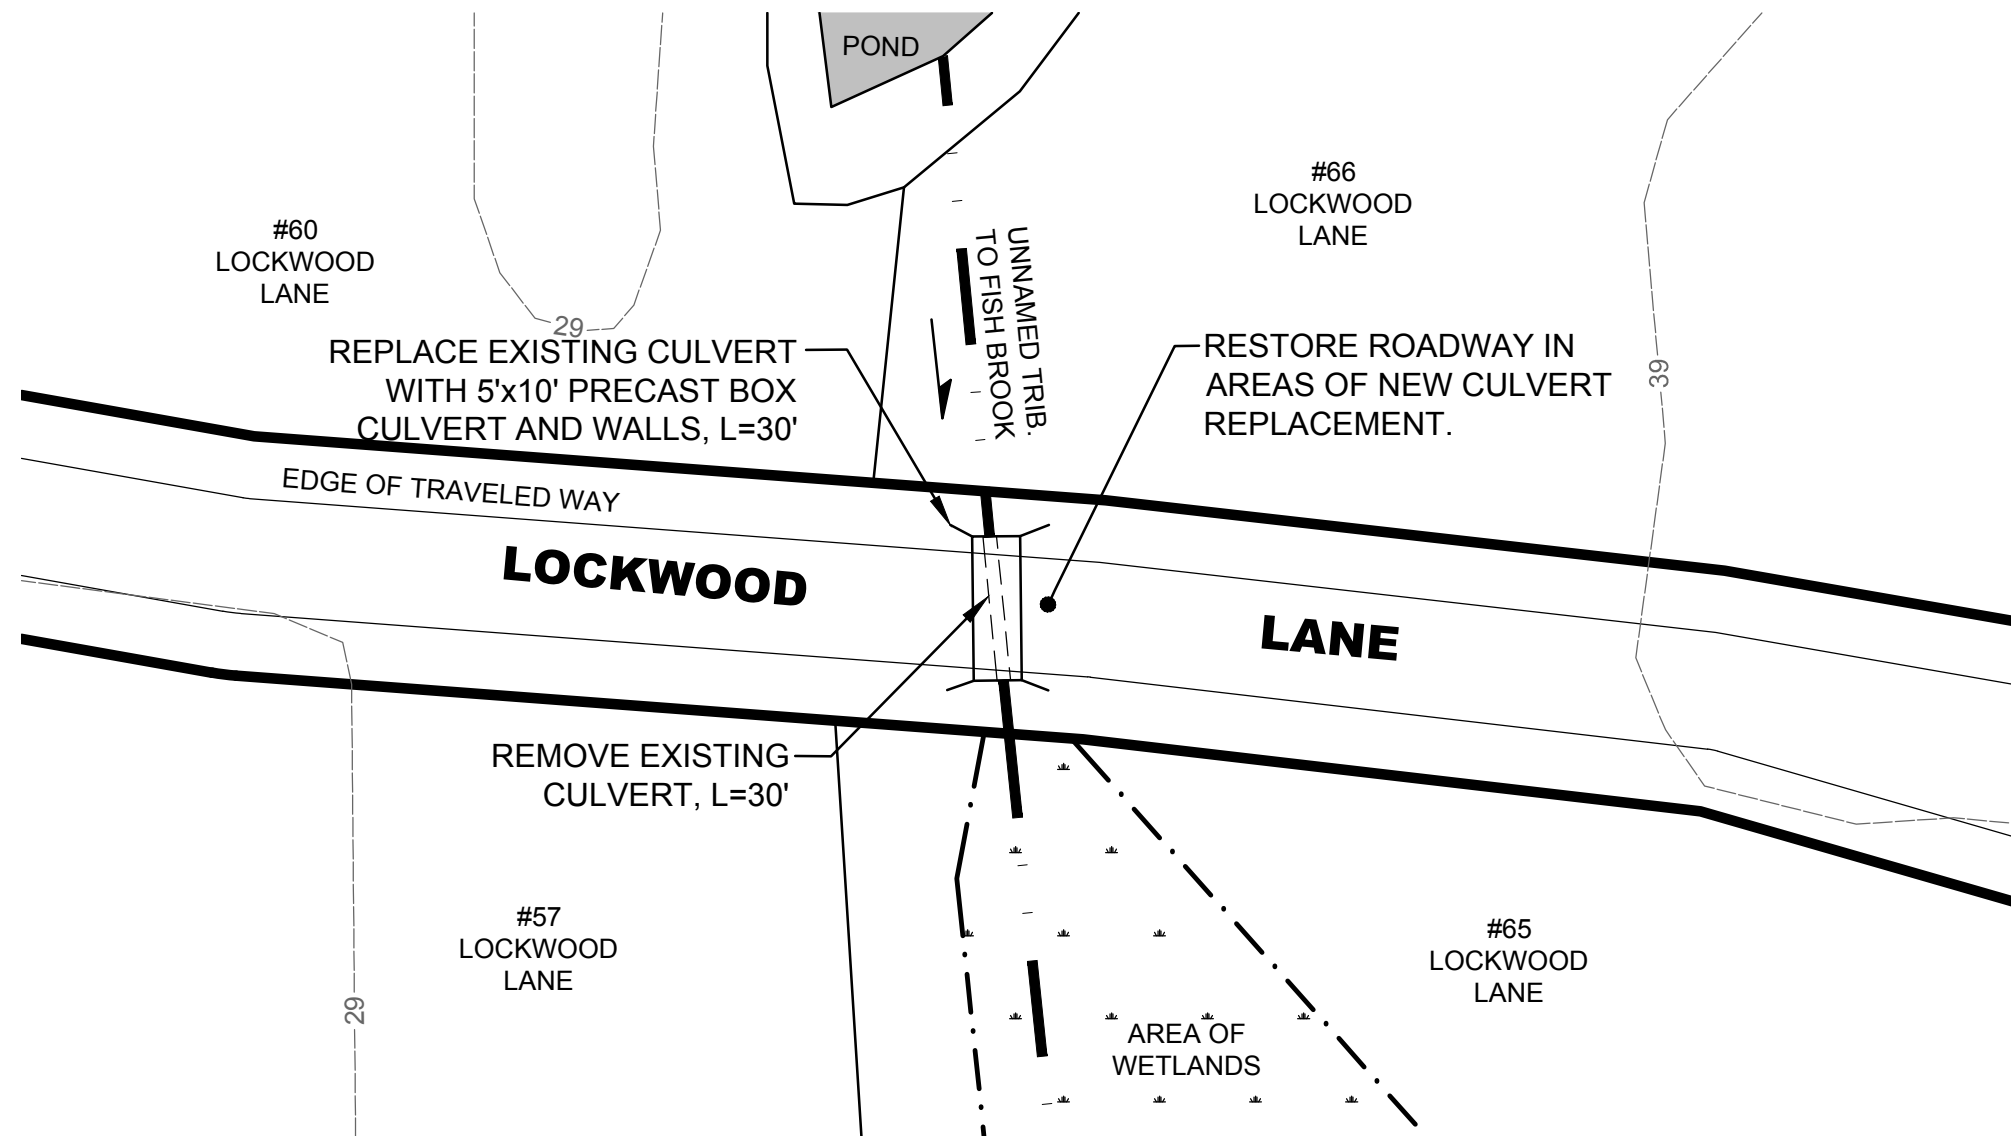 POND
#66
LOCKWOOD
LANE
#60
LOCKWOOD
LANE
UNNAMED TRIB.
TO FISH BROOK
29
REPLACE EXISTING CULVERT
WITH 5'x10' PRECAST BOX
CULVERT AND WALLS, L=30'
RESTORE ROADWAY IN
AREAS OF NEW CULVERT
REPLACEMENT.
39
EDGE OF TRAVELED WAY
LOCKWOOD
LANE
REMOVE EXISTING
CULVERT, L=30'
#57
LOCKWOOD
LANE
#65
LOCKWOOD
LANE
29
AREA OF
WETLANDS